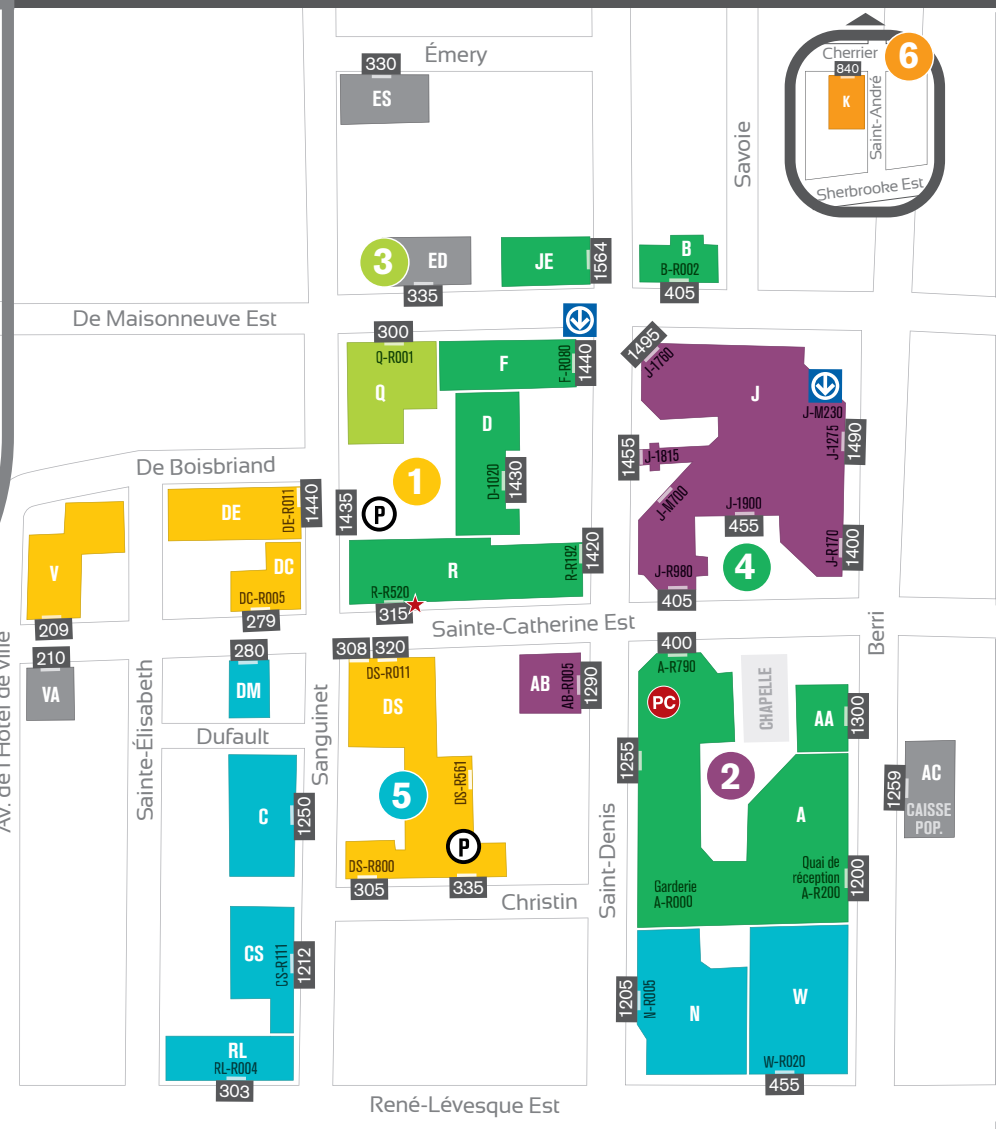 Émery
330
ES
Savoie
Cherrier
6
840
K
Saint-André
Sherbrooke Est
3
ED
335
JE
1564
B
B-R002
405
De Maisonneuve Est
300
Q-R001
Q
F
F-R080
1440
D
D-1020
1430
1
P
1435
1495
J-1760
J
J-M230
J-1275
1490
1455
J-1815
J-M700
J-1900
455
4
J-R170
1400
J-R980
405
De Boisbriand
DE
DE-R011
1440
DC
DC-R005
279
V
209
R
R-R192
1420
R-R520
315
Sainte-Catherine Est
210
VA
Av. de l'Hôtel de Ville
Sainte-Élisabeth
280
DM
Dufault
Sanguinet
308
320
DS-R011
DS
DS-R561
5
P
DS-R800
305
335
Christin
AB
AB-R005
1290
Saint-Denis
400
A-R790
PC
CHAPELLE
AA
1300
1255
2
A
Garderie
A-R000
Quai de
réception
A-R200
1200
Berri
1259
AC
CAISSE
POP.
C
1250
CS
CS-R111
1212
RL
RL-R004
303
1205
N-R005
N
W
W-R020
455
René-Lévesque Est